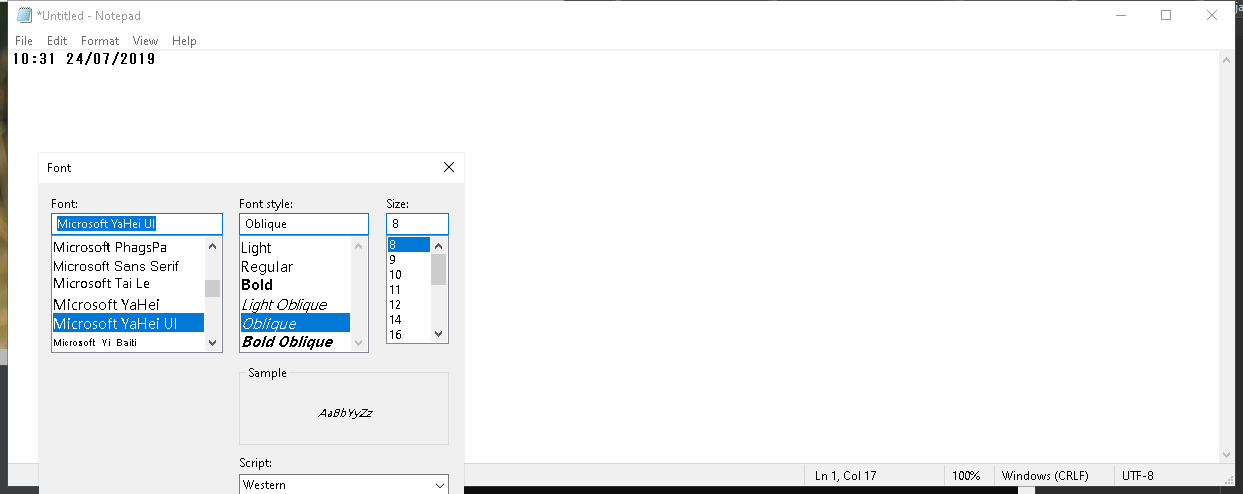 *Untitled - Notepad
File Edit Format View Help
10:31 24/07/2019
Font
Font: Font style: Size:
Microsoft YaHei UI Oblique 8
Microsoft PhagsPa Light 8
Microsoft Sans Serif Regular 9
Microsoft Tai Le Bold 10
Microsoft YaHei Light Oblique 11
Microsoft YaHei UI Oblique 12
Microsoft Yi Baiti Bold Oblique 14
16
Sample
AaBbYyZz
Script:
Western
Ln 1, Col 17 100% Windows (CRLF) UTF-8